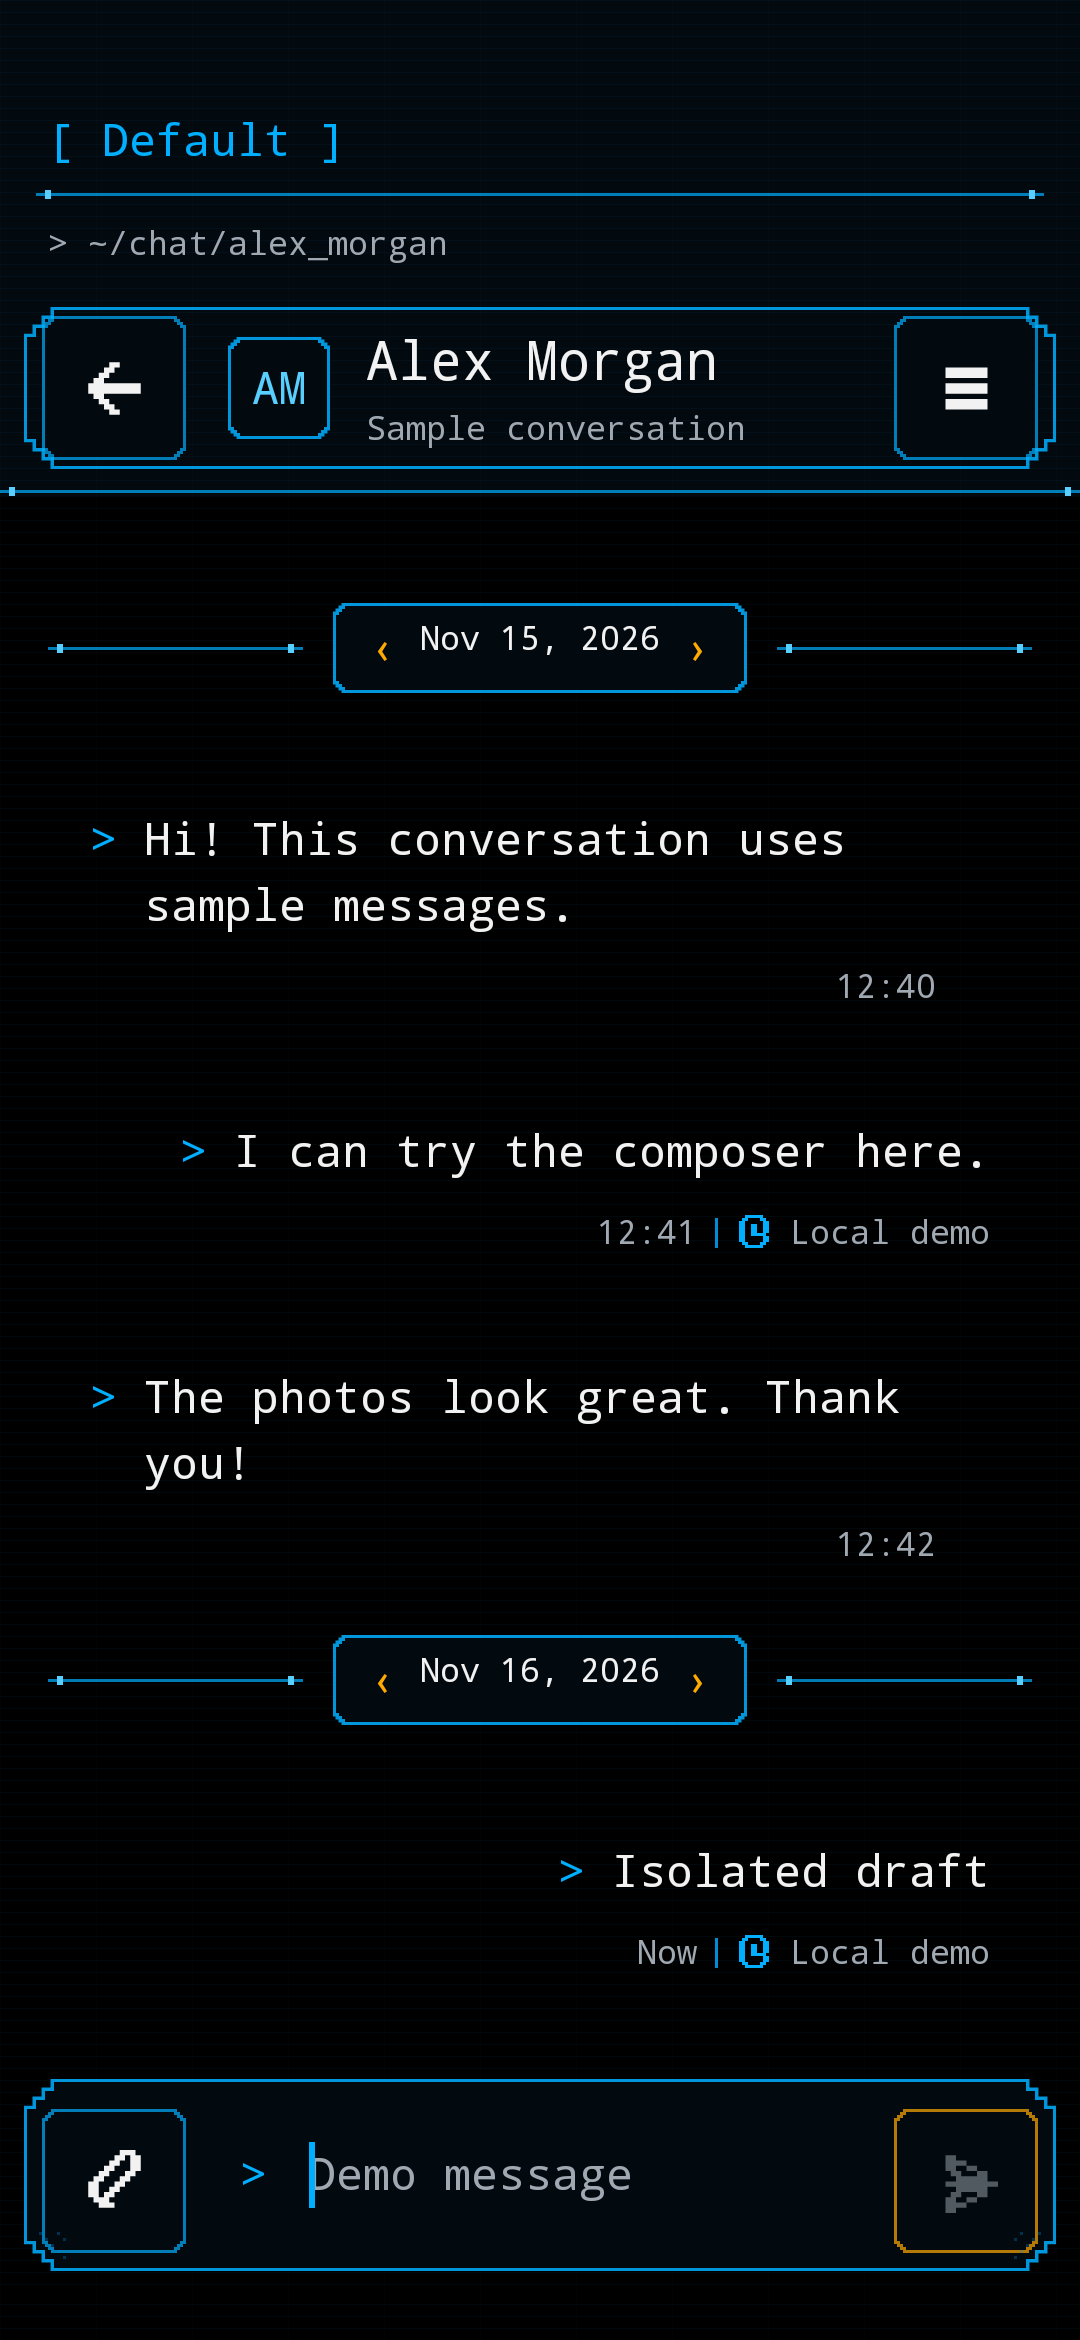 [ Default ]
> ~/chat/alex_morgan
AM
Alex Morgan
Sample conversation
‹ Nov 15, 2026 ›
> Hi! This conversation uses
sample messages.
12:40
> I can try the composer here.
12:41 | Local demo
> The photos look great. Thank
you!
12:42
‹ Nov 16, 2026 ›
> Isolated draft
Now | Local demo
> Demo message